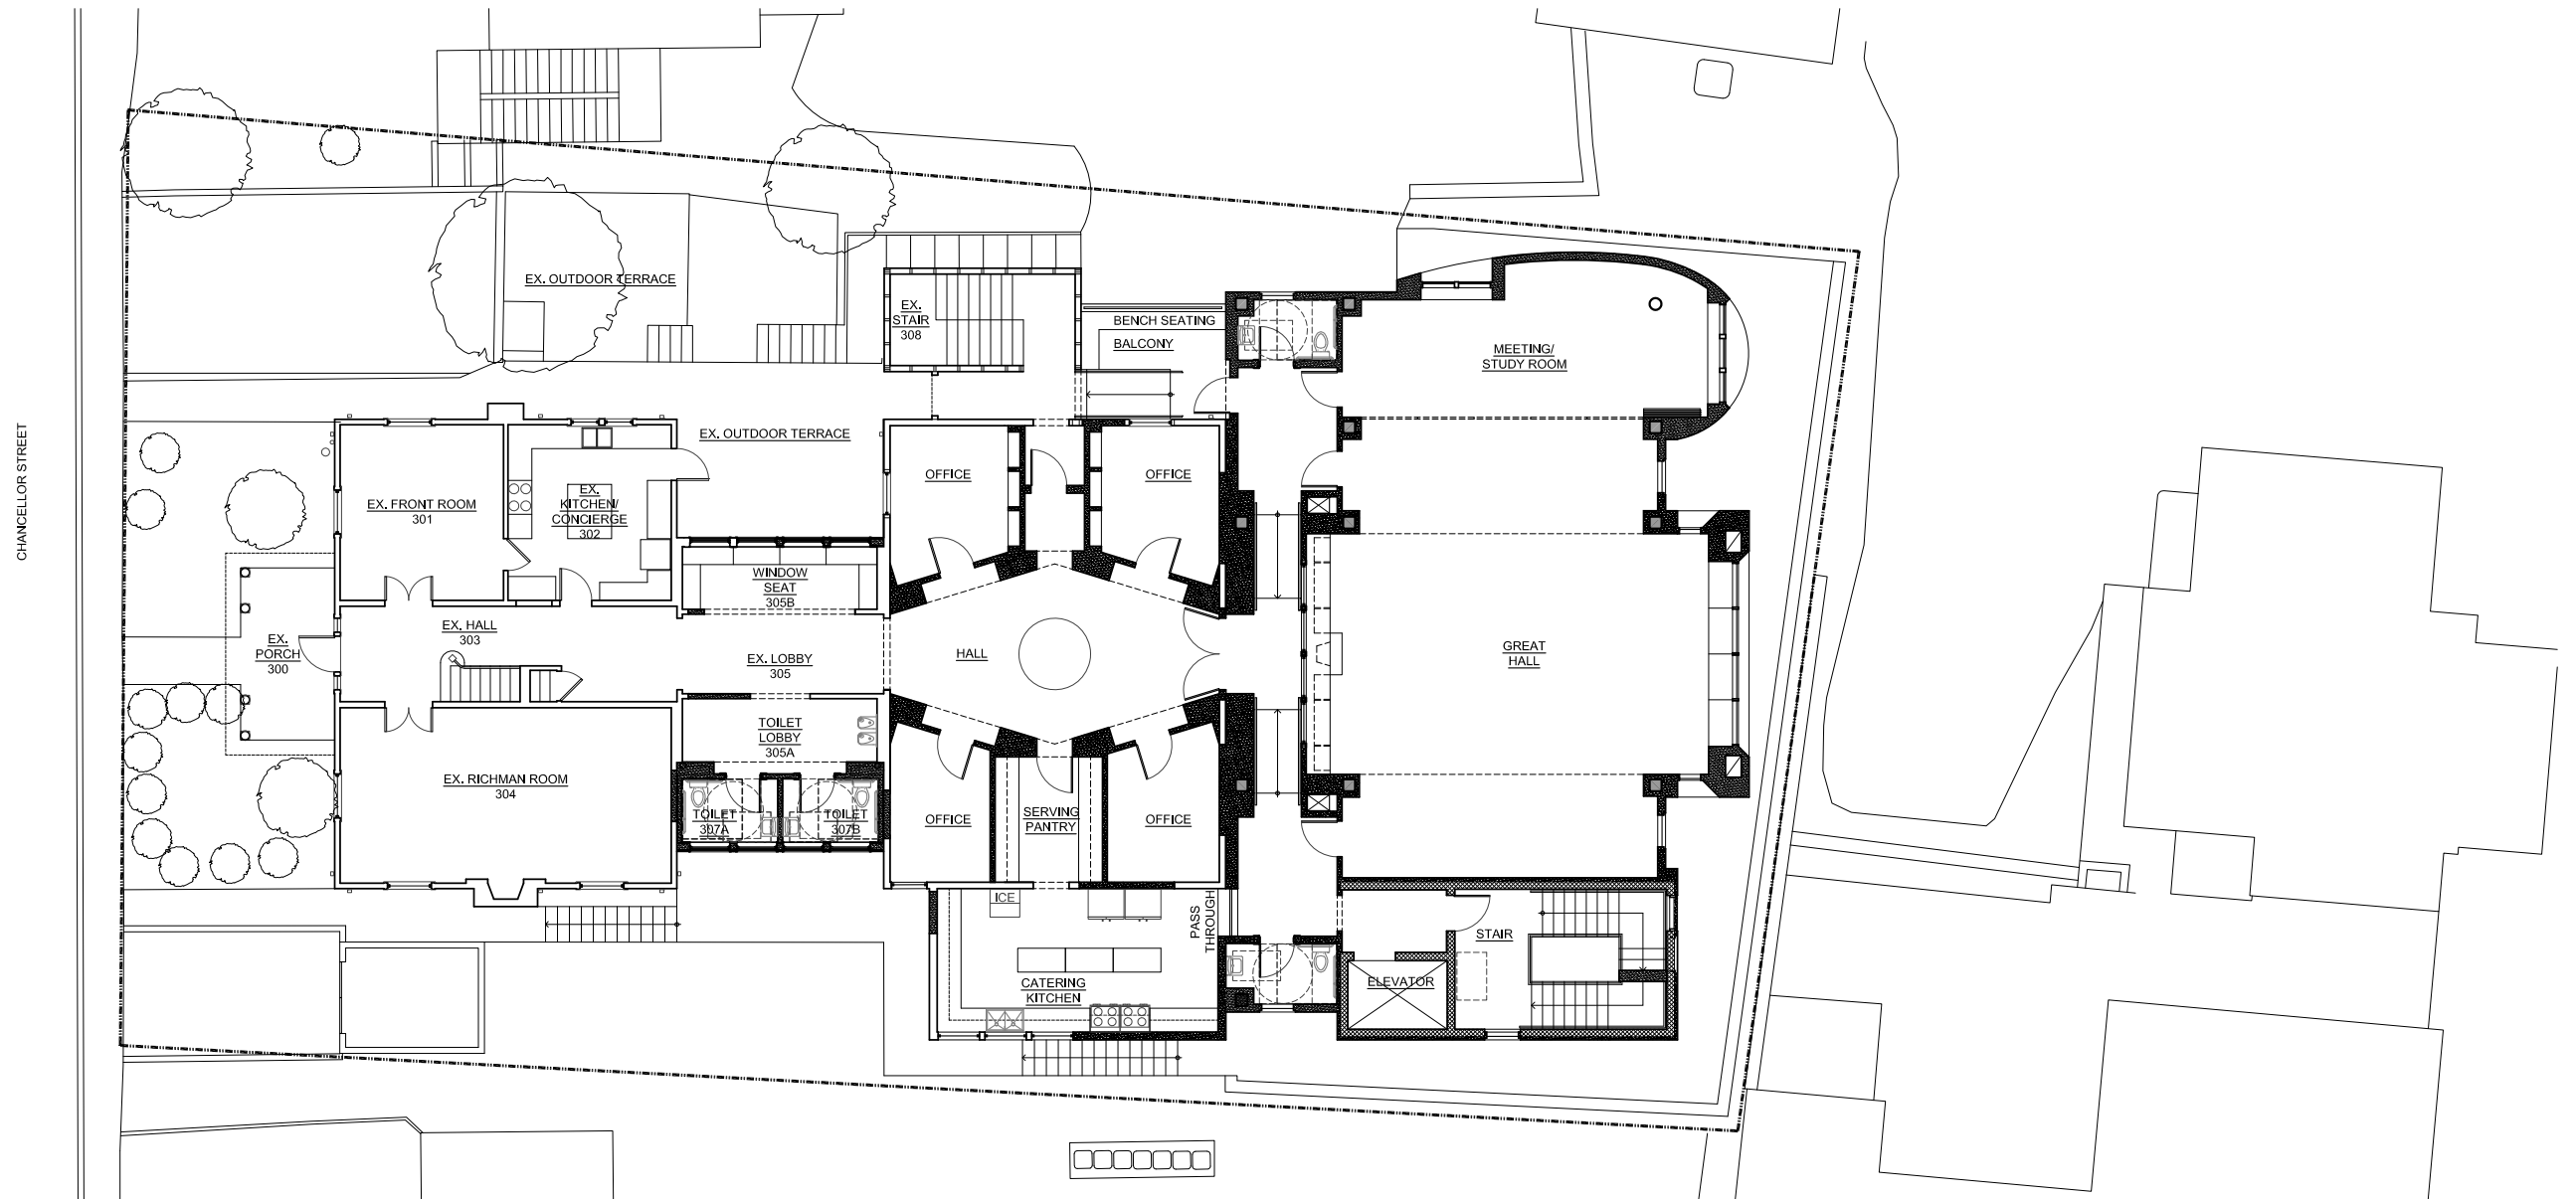 CHANCELLOR STREET
EX. OUTDOOR TERRACE
EX.
STAIR
308
BENCH SEATING
BALCONY
MEETING/
STUDY ROOM
EX. OUTDOOR TERRACE
OFFICE
OFFICE
EX. FRONT ROOM
301
EX.
KITCHEN/
CONCIERGE
302
WINDOW
SEAT
305B
EX.
PORCH
300
EX. HALL
303
EX. LOBBY
305
HALL
GREAT
HALL
TOILET
LOBBY
305A
EX. RICHMAN ROOM
304
TOILET
307A
TOILET
307B
OFFICE
SERVING
PANTRY
OFFICE
ICE
PASS
THROUGH
STAIR
CATERING
KITCHEN
ELEVATOR